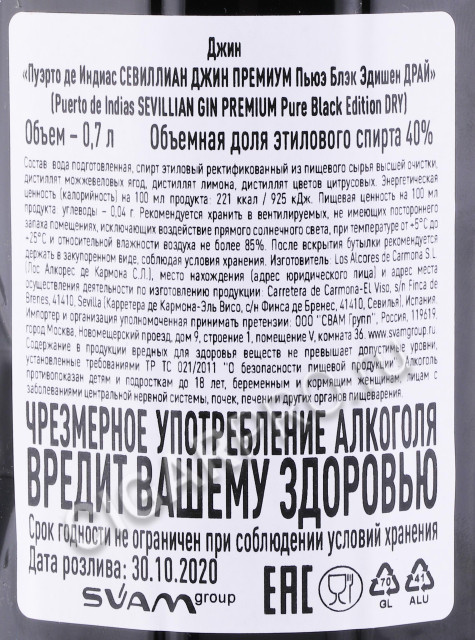 Джин
«Пуэрто де Индиас СЕВИЛЛИАН ДЖИН ПРЕМИУМ Пьюэ Блэк Эдишен ДРАЙ»
(Puerto de Indias SEVILLIAN GIN PREMIUM Pure Black Edition DRY)
Объем – 0,7 л Объемная доля этилового спирта 40%
Состав вода подготовленная, спирт этиловый ректификованный из пищевого сырья высшей очистки,
дистиллят можжевеловых ягод, дистиллят лимона, дистиллят цветов цитрусовых. Энергетическая
ценность (калорийность) на 100 мл продукта: 221 ккал / 925 кДж. Пищевая ценность на 100 мл
продукта углеводы – 0,04 г. Рекомендуется хранить в вентилируемых, не имеющих постороннего
запаха помещениях, исключающих воздействие прямого солнечного света, при температуре от +5°С до
+25°С и относительной влажности воздуха не более 85%. После вскрытия бутылки рекомендуется
держать в закупоренном виде, соблюдая условия хранения. Изготовитель: Los Alcores de Carmona S.L
(Лос Алкорес де Кармона С.Л.), место нахождения (адрес юридического лица) и адрес места
осуществления деятельности по изготовлению продукции: Carretera de Carmona-EL Viso, s/n Finca de
Brenes, 41410, Sevilla (Карретера де Кармона-Эль Висо, с/н Финса де Бренес, 41410, Севилья), Испания.
Импортер и организация уполномоченная принимать претензии: ООО "СВАМ Групп", Россия, 119619,
город Москва, Новомещерский проезд, дом 9, строение 1, помещение V, комната 36. www.svamgroup.ru.
Содержание в продукции вредных для здоровья веществ не превышает допустимые уровни,
установленные требованиями ТР ТС 021/2011 "О безопасности пищевой продукции". Алкоголь
противопоказан детям и подросткам до 18 лет, беременным и кормящим женщинам, лицам с
заболеваниями центральной нервной системы, почек, печени и других органов пищеварения.
ЧРЕЗМЕРНОЕ УПОТРЕБЛЕНИЕ АЛКОГОЛЯ
ВРЕДИТ ВАШЕМУ ЗДОРОВЬЮ
Срок годности не ограничен при соблюдении условий хранения
Дата розлива: 30.10.2020
SVAM group
EAC
70
GL
41
ALU